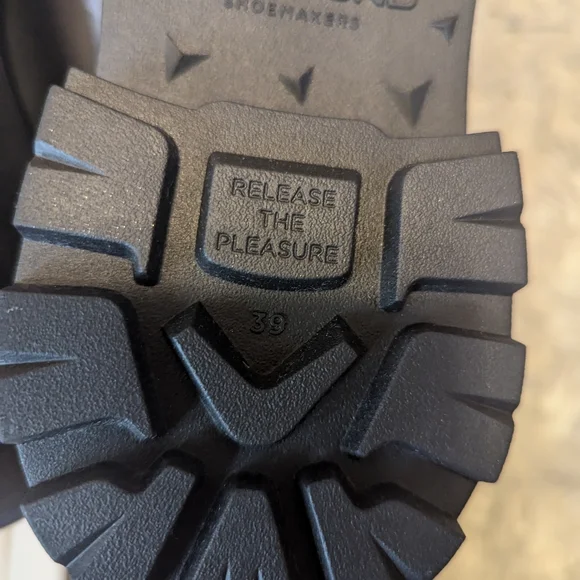 SHOEMAKERS
RELEASE
THE
PLEASURE
39